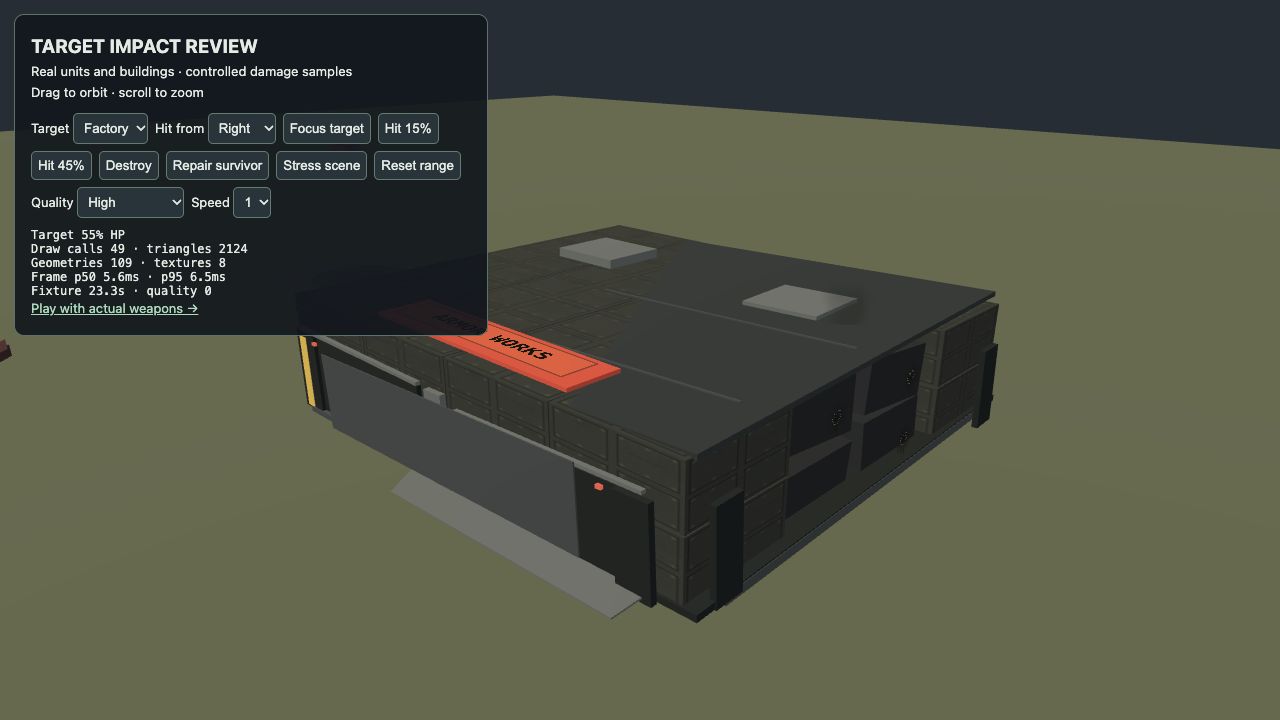 TARGET IMPACT REVIEW
Real units and buildings · controlled damage samples
Drag to orbit · scroll to zoom
Target Factory Hit from Right Focus target Hit 15%
Hit 45% Destroy Repair survivor Stress scene Reset range
Quality High Speed 1
Target 55% HP
Draw calls 49 · triangles 2124
Geometries 109 · textures 8
Frame p50 5.6ms · p95 6.5ms
Fixture 23.3s · quality 0
Play with actual weapons →
WORKS